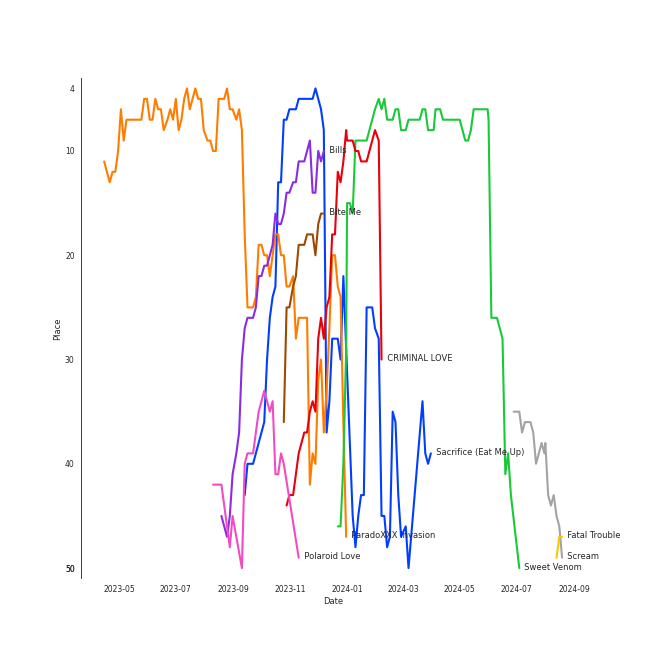 4
10
20
30
40
50
Place
Bills
Bite Me
CRIMINAL LOVE
Sacrifice (Eat Me Up)
ParadoXXX Invasion
Fatal Trouble
Polaroid Love
Scream
Sweet Venom
2023-05
2023-07
2023-09
2023-11
2024-01
2024-03
2024-05
2024-07
2024-09
Date